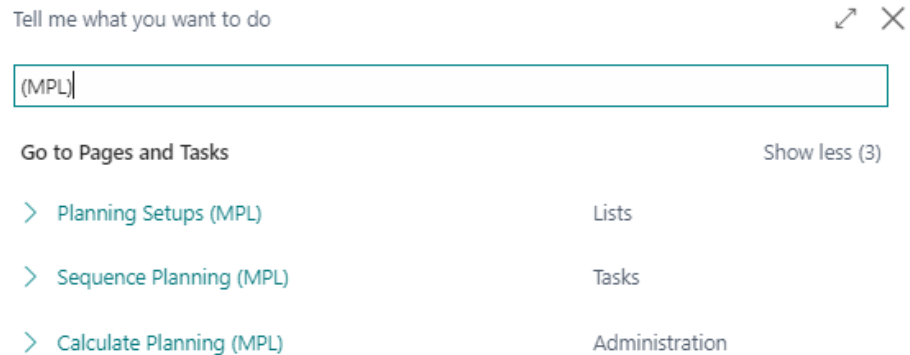 Tell me what you want to do
(MPL)
Go to Pages and Tasks Show less (3)
Planning Setups (MPL) Lists
Sequence Planning (MPL) Tasks
Calculate Planning (MPL) Administration